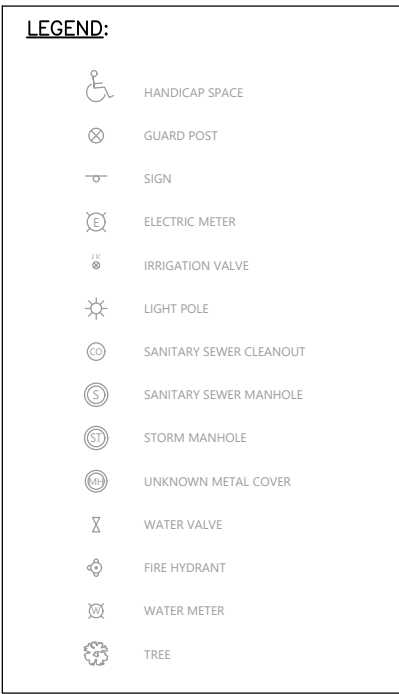 LEGEND:
HANDICAP SPACE
GUARD POST
SIGN
E ELECTRIC METER
I.V. IRRIGATION VALVE
LIGHT POLE
CO SANITARY SEWER CLEANOUT
S SANITARY SEWER MANHOLE
ST STORM MANHOLE
MH UNKNOWN METAL COVER
WATER VALVE
FIRE HYDRANT
W WATER METER
TREE